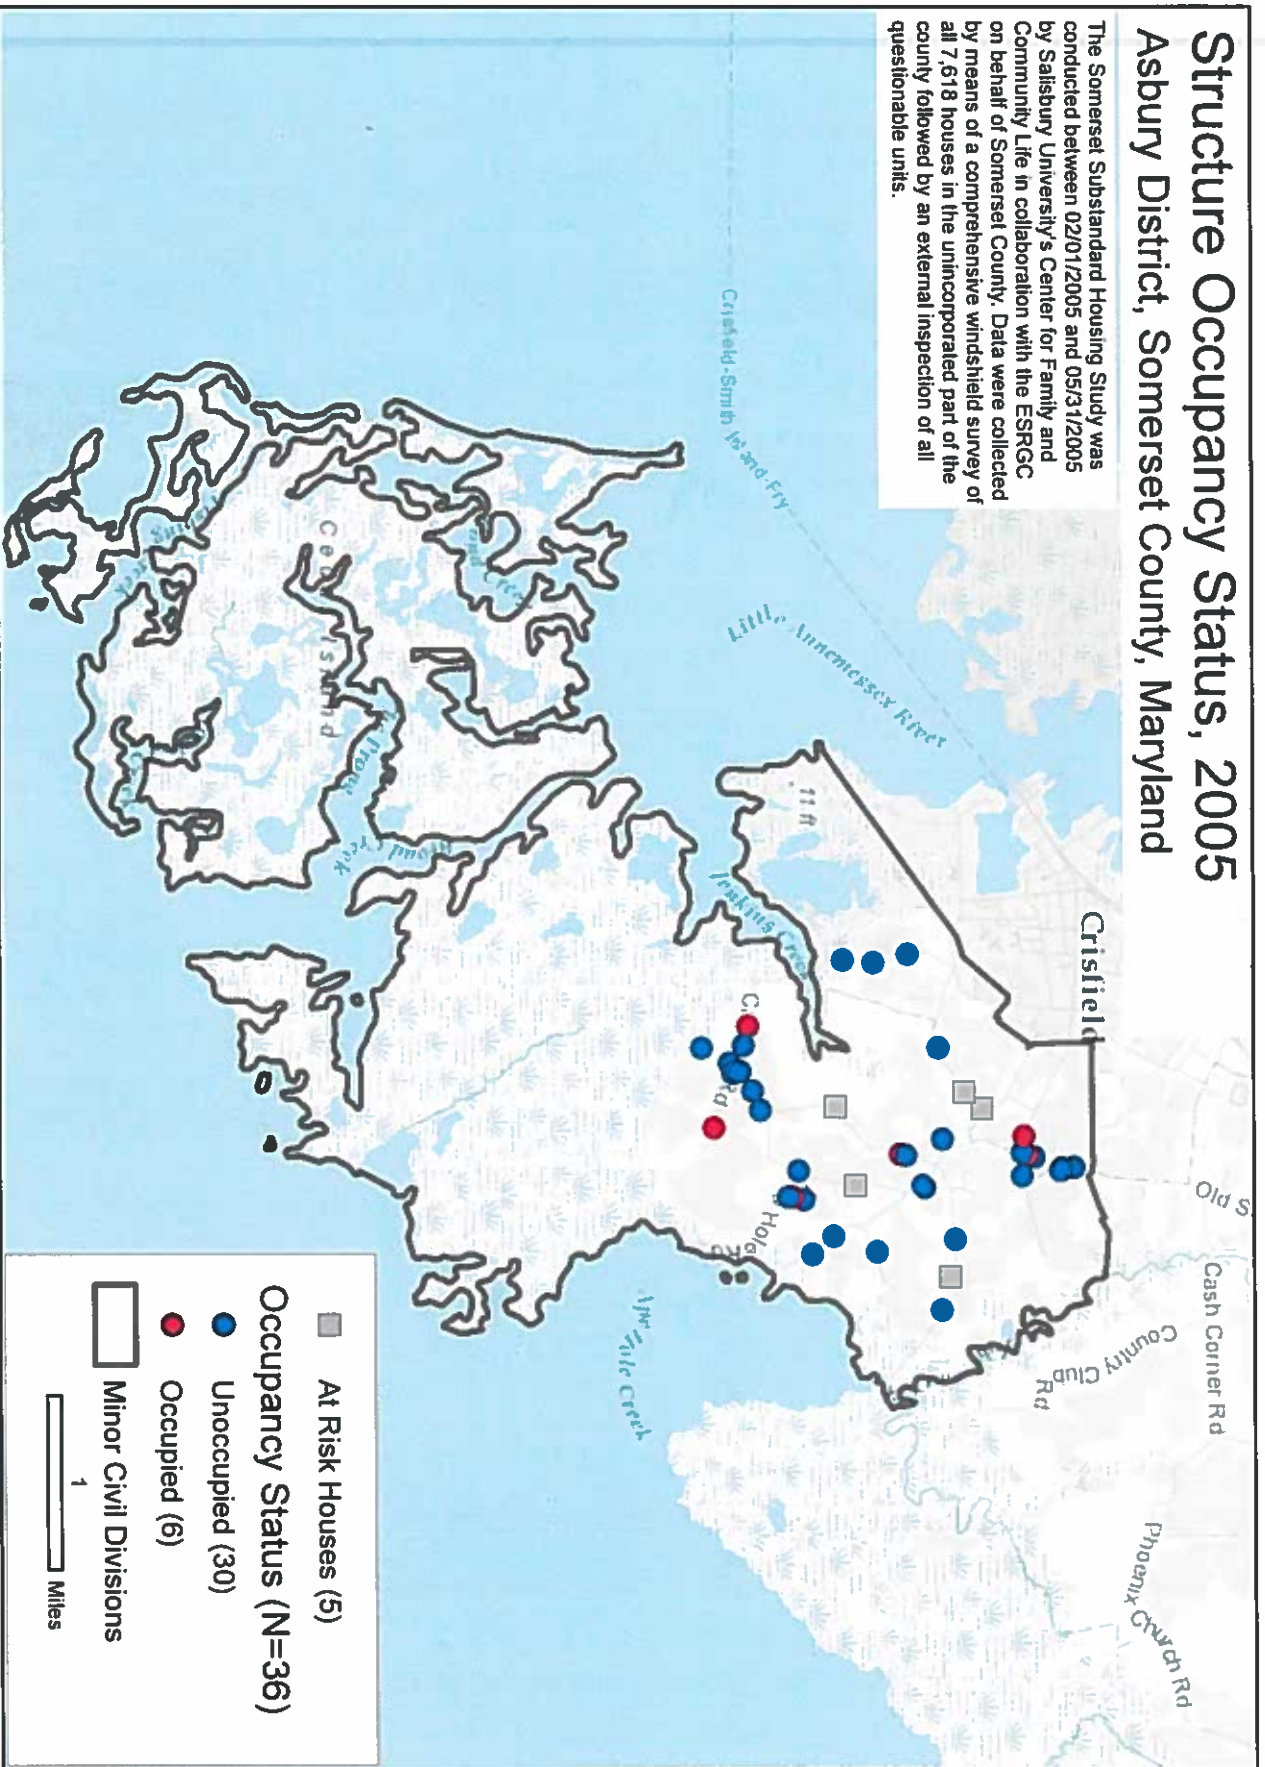 Structure Occupancy Status, 2005
Asbury District, Somerset County, Maryland
The Somerset Substandard Housing Study was
conducted between 02/01/2005 and 05/31/2005
by Salisbury University's Center for Family and
Community Life in collaboration with the ESRGC
on behalf of Somerset County. Data were collected
by means of a comprehensive windshield survey of
all 7,618 houses in the unincorporated part of the
county followed by an external inspection of all
questionable units.
Crisfield
Old S
Cash Corner Rd
Country Club
Rd
Phoenix Church Rd
Little Annemessex River
Crisfield-Smith Island-Fry
11 ft
Jenkins Creek
C
Rd
Hole
Rd
Island
Creek
At Risk Houses (5)
Occupancy Status (N=36)
Unoccupied (30)
Occupied (6)
Minor Civil Divisions
1
Miles